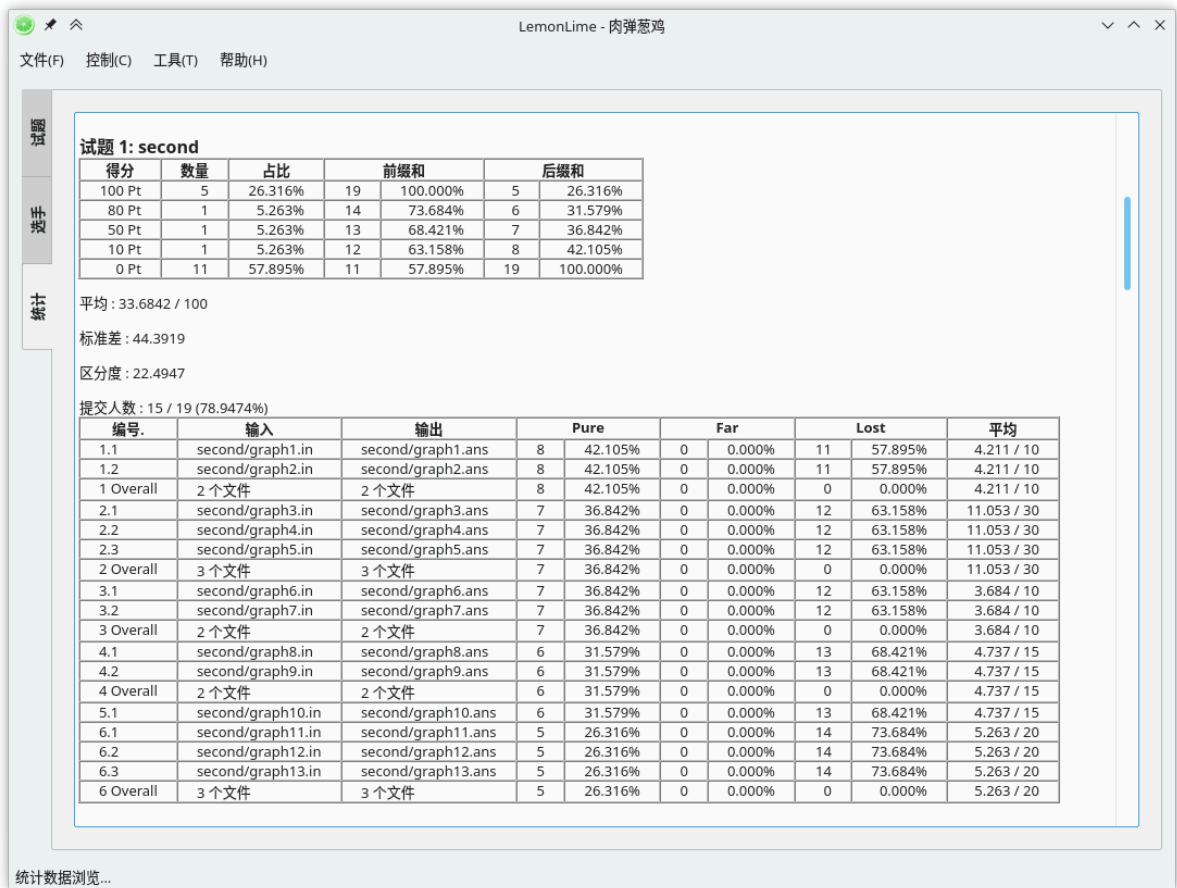 LemonLime - 肉弹葱鸡
文件(F) 控制(C) 工具(T) 帮助(H)
试题
选手
统计
试题 1: second
得分 数量 占比 前缀和 后缀和
100 Pt 5 26.316% 19 100.000% 5 26.316%
80 Pt 1 5.263% 14 73.684% 6 31.579%
50 Pt 1 5.263% 13 68.421% 7 36.842%
10 Pt 1 5.263% 12 63.158% 8 42.105%
0 Pt 11 57.895% 11 57.895% 19 100.000%
平均 : 33.6842 / 100
标准差 : 44.3919
区分度 : 22.4947
提交人数 : 15 / 19 (78.9474%)
编号. 输入 输出 Pure Far Lost 平均
1.1 second/graph1.in second/graph1.ans 8 42.105% 0 0.000% 11 57.895% 4.211 / 10
1.2 second/graph2.in second/graph2.ans 8 42.105% 0 0.000% 11 57.895% 4.211 / 10
1 Overall 2 个文件 2 个文件 8 42.105% 0 0.000% 0 0.000% 4.211 / 10
2.1 second/graph3.in second/graph3.ans 7 36.842% 0 0.000% 12 63.158% 11.053 / 30
2.2 second/graph4.in second/graph4.ans 7 36.842% 0 0.000% 12 63.158% 11.053 / 30
2.3 second/graph5.in second/graph5.ans 7 36.842% 0 0.000% 12 63.158% 11.053 / 30
2 Overall 3 个文件 3 个文件 7 36.842% 0 0.000% 0 0.000% 11.053 / 30
3.1 second/graph6.in second/graph6.ans 7 36.842% 0 0.000% 12 63.158% 3.684 / 10
3.2 second/graph7.in second/graph7.ans 7 36.842% 0 0.000% 12 63.158% 3.684 / 10
3 Overall 2 个文件 2 个文件 7 36.842% 0 0.000% 0 0.000% 3.684 / 10
4.1 second/graph8.in second/graph8.ans 6 31.579% 0 0.000% 13 68.421% 4.737 / 15
4.2 second/graph9.in second/graph9.ans 6 31.579% 0 0.000% 13 68.421% 4.737 / 15
4 Overall 2 个文件 2 个文件 6 31.579% 0 0.000% 0 0.000% 4.737 / 15
5.1 second/graph10.in second/graph10.ans 6 31.579% 0 0.000% 13 68.421% 4.737 / 15
6.1 second/graph11.in second/graph11.ans 5 26.316% 0 0.000% 14 73.684% 5.263 / 20
6.2 second/graph12.in second/graph12.ans 5 26.316% 0 0.000% 14 73.684% 5.263 / 20
6.3 second/graph13.in second/graph13.ans 5 26.316% 0 0.000% 14 73.684% 5.263 / 20
6 Overall 3 个文件 3 个文件 5 26.316% 0 0.000% 0 0.000% 5.263 / 20
统计数据浏览...